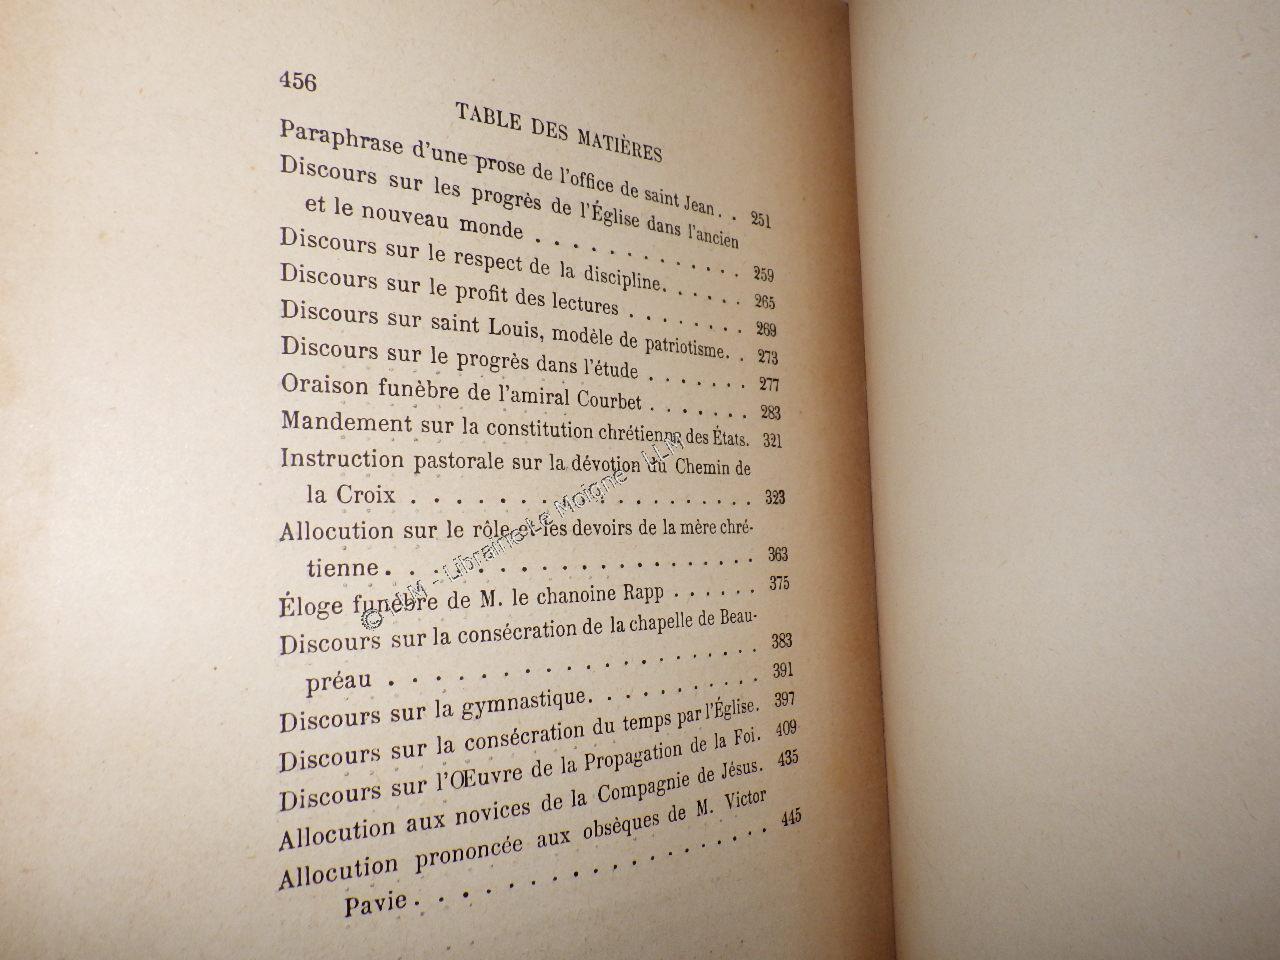 456
TABLE DES MATIÈRES
Paraphrase d'une prose de l'office de saint Jean. . 251
Discours sur les progrès de l'Église dans l'ancien
et le nouveau monde . . . . . . . . . . . . 259
Discours sur le respect de la discipline. . . . . . 265
Discours sur le profit des lectures . . . . . . . . 269
Discours sur saint Louis, modèle de patriotisme. . 273
Discours sur le progrès dans l'étude . . . . . . . 277
Oraison funèbre de l'amiral Courbet . . . . . . . 283
Mandement sur la constitution chrétienne des États. 321
Instruction pastorale sur la dévotion du Chemin de
la Croix . . . . . . . . . . . . . . . . . 323
Allocution sur le rôle et les devoirs de la mère chré-
tienne. . . . . . . . . . . . . . . . . . 363
Éloge funèbre de M. le chanoine Rapp . . . . . . 375
Discours sur la consécration de la chapelle de Beau-
préau . . . . . . . . . . . . . . . . . . 383
Discours sur la gymnastique. . . . . . . . . . 391
Discours sur la consécration du temps par l'Église. 397
Discours sur l'Œuvre de la Propagation de la Foi. 409
Allocution aux novices de la Compagnie de Jésus. 435
Allocution prononcée aux obsèques de M. Victor
Pavie. . . . . . . . . . . . . . . . . 445
© LLM - Librairie Le Moigne - LLM